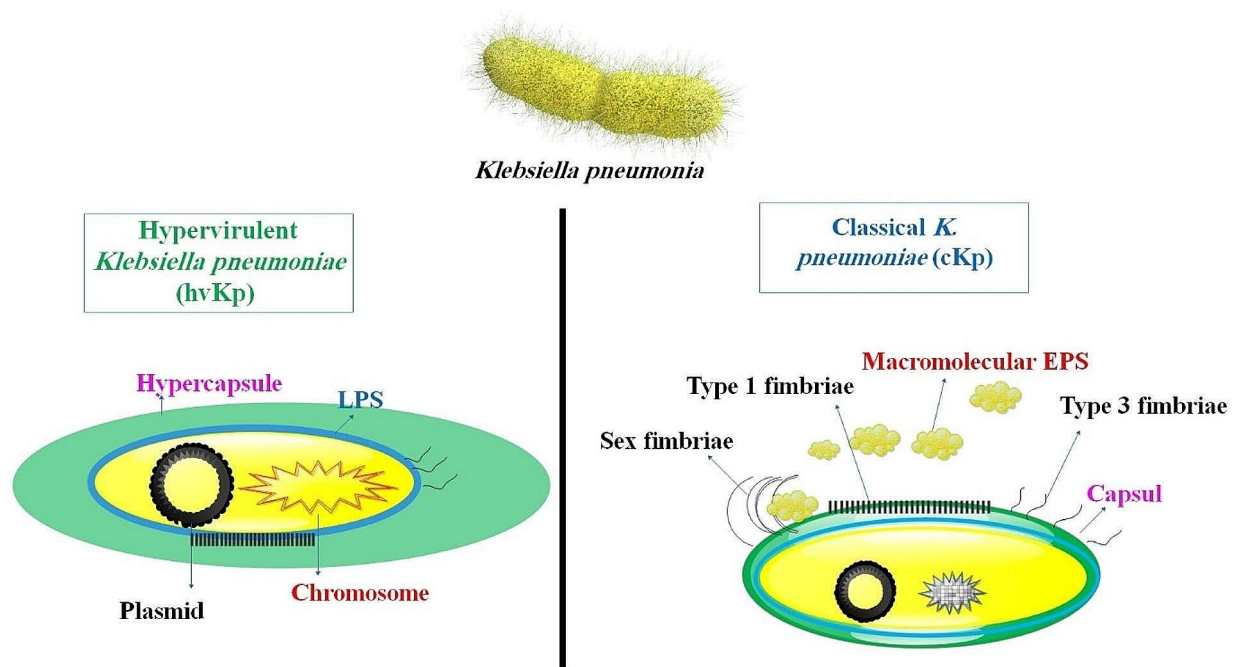 Klebsiella pneumonia
Hypervirulent
Klebsiella pneumoniae
(hvKp)
Hypercapsule
LPS
Plasmid
Chromosome
Classical K.
pneumoniae (cKp)
Macromolecular EPS
Type 1 fimbriae
Type 3 fimbriae
Sex fimbriae
Capsul